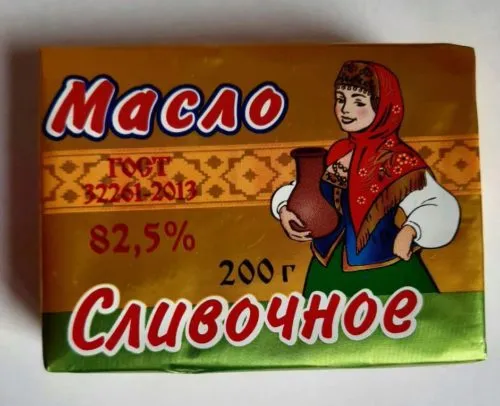 Масло
ГОСТ
32261-2013
82,5%
200 г
Сливочное